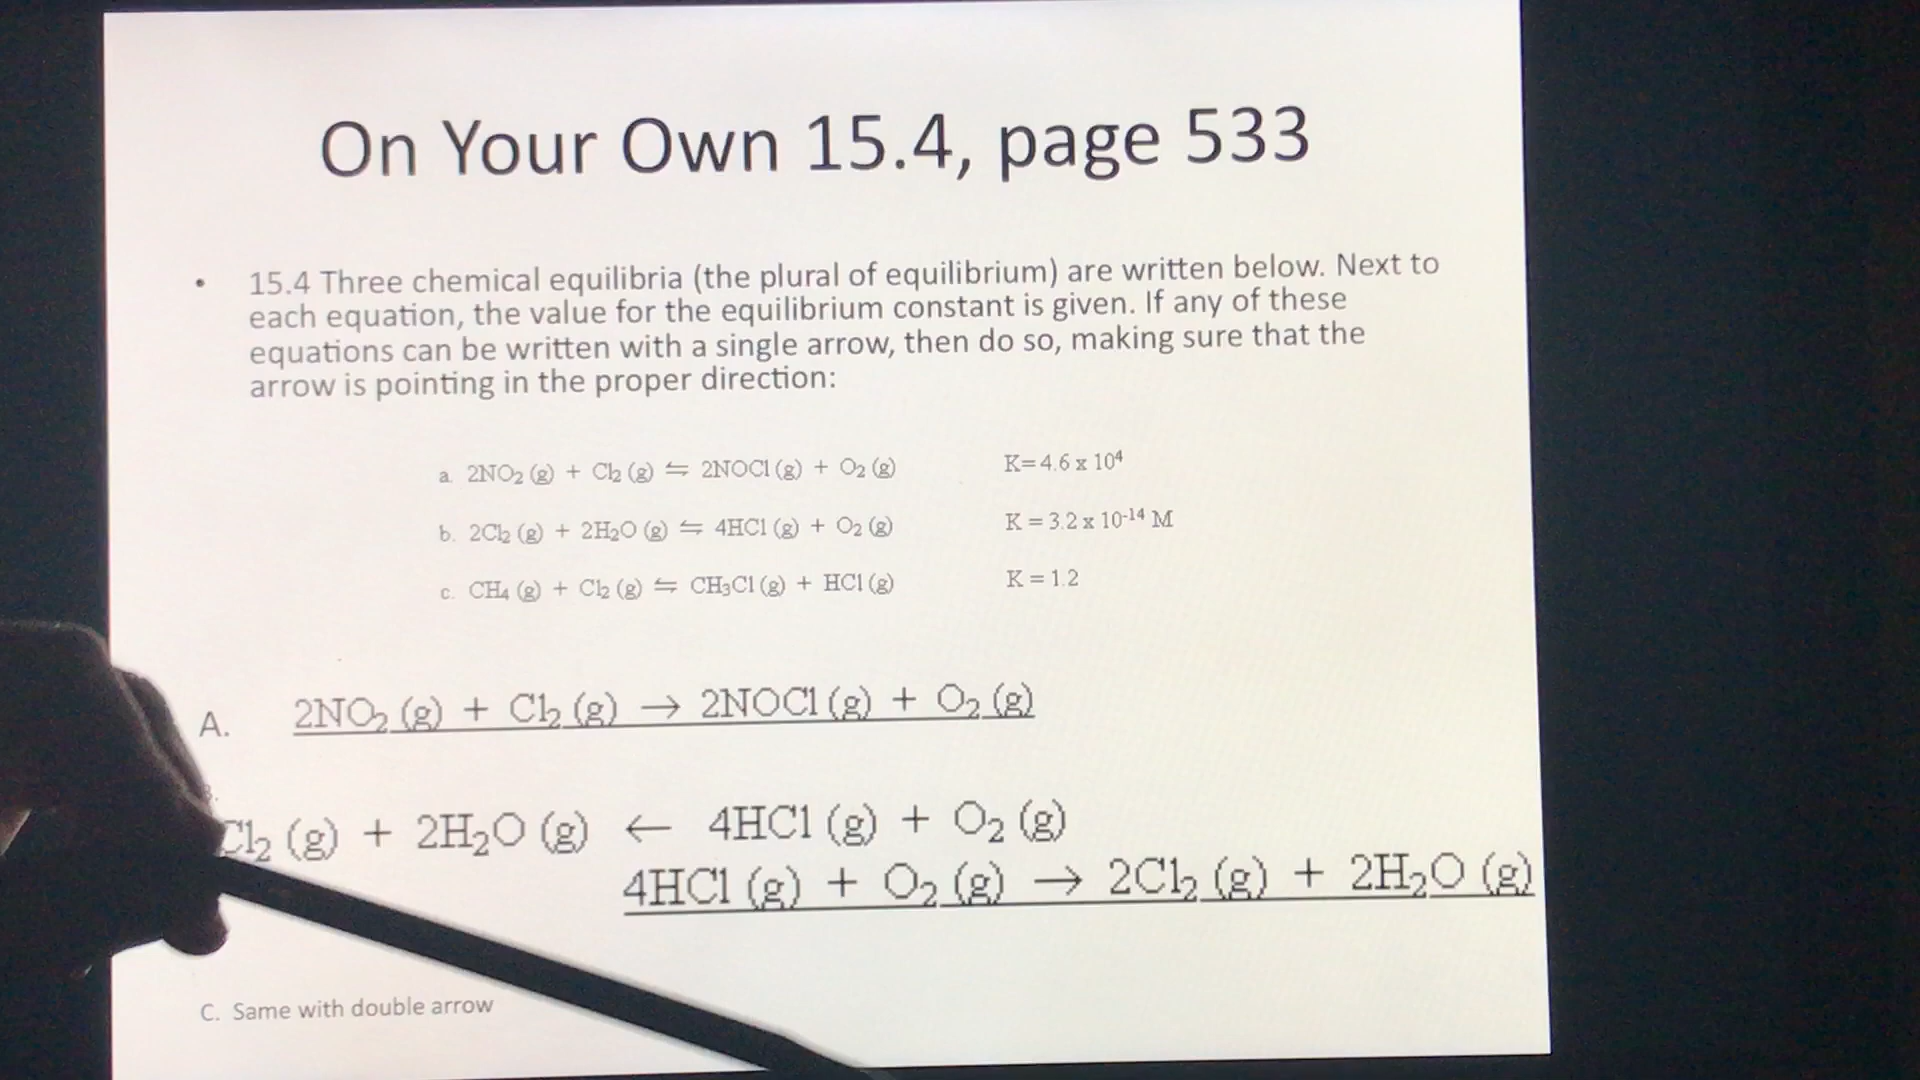 On Your Own 15.4, page 533
• 15.4 Three chemical equilibria (the plural of equilibrium) are written below. Next to
each equation, the value for the equilibrium constant is given. If any of these
equations can be written with a single arrow, then do so, making sure that the
arrow is pointing in the proper direction:
a. 2NO₂ (g) + Cl₂ (g) ⇋ 2NOCl (g) + O₂ (g) K= 4.6 x 10⁴
b. 2Cl₂ (g) + 2H₂O (g) ⇋ 4HCl (g) + O₂ (g) K = 3.2 x 10⁻¹⁴ M
c. CH₄ (g) + Cl₂ (g) ⇋ CH₃Cl (g) + HCl (g) K = 1.2
A. 2NO₂ (g) + Cl₂ (g) → 2NOCl (g) + O₂ (g)
Cl₂ (g) + 2H₂O (g) ← 4HCl (g) + O₂ (g)
4HCl (g) + O₂ (g) → 2Cl₂ (g) + 2H₂O (g)
C. Same with double arrow